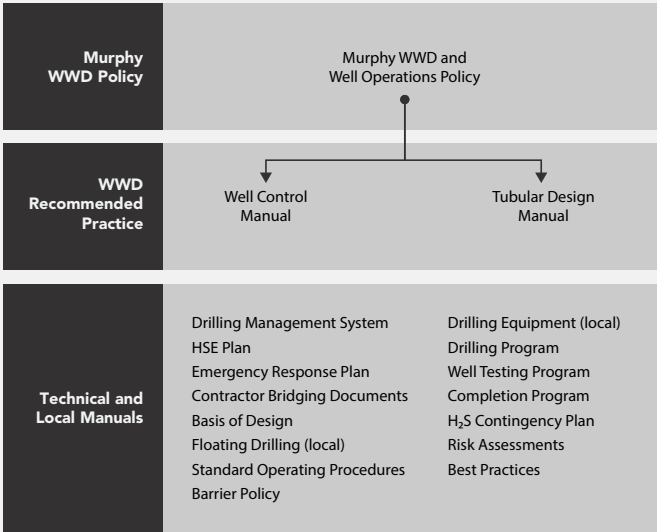 Murphy
WWD Policy
Murphy WWD and
Well Operations Policy
WWD
Recommended
Practice
Well Control
Manual
Tubular Design
Manual
Technical and
Local Manuals
Drilling Management System
HSE Plan
Emergency Response Plan
Contractor Bridging Documents
Basis of Design
Floating Drilling (local)
Standard Operating Procedures
Barrier Policy
Drilling Equipment (local)
Drilling Program
Well Testing Program
Completion Program
H₂S Contingency Plan
Risk Assessments
Best Practices